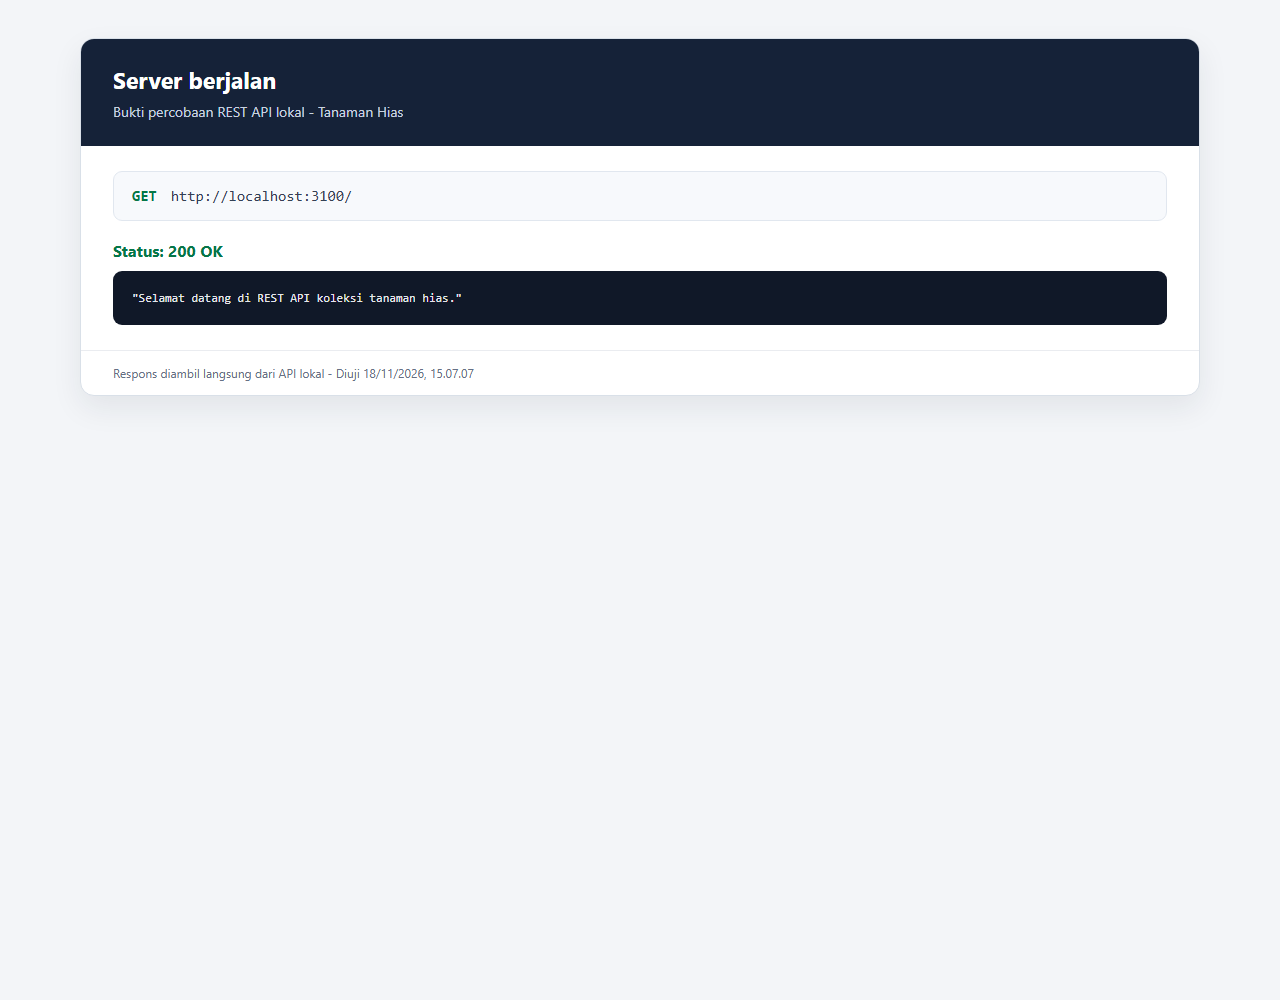 Server berjalan
Bukti percobaan REST API lokal - Tanaman Hias
GET http://localhost:3100/
Status: 200 OK
"Selamat datang di REST API koleksi tanaman hias."
Respons diambil langsung dari API lokal - Diuji 18/11/2026, 15.07.07